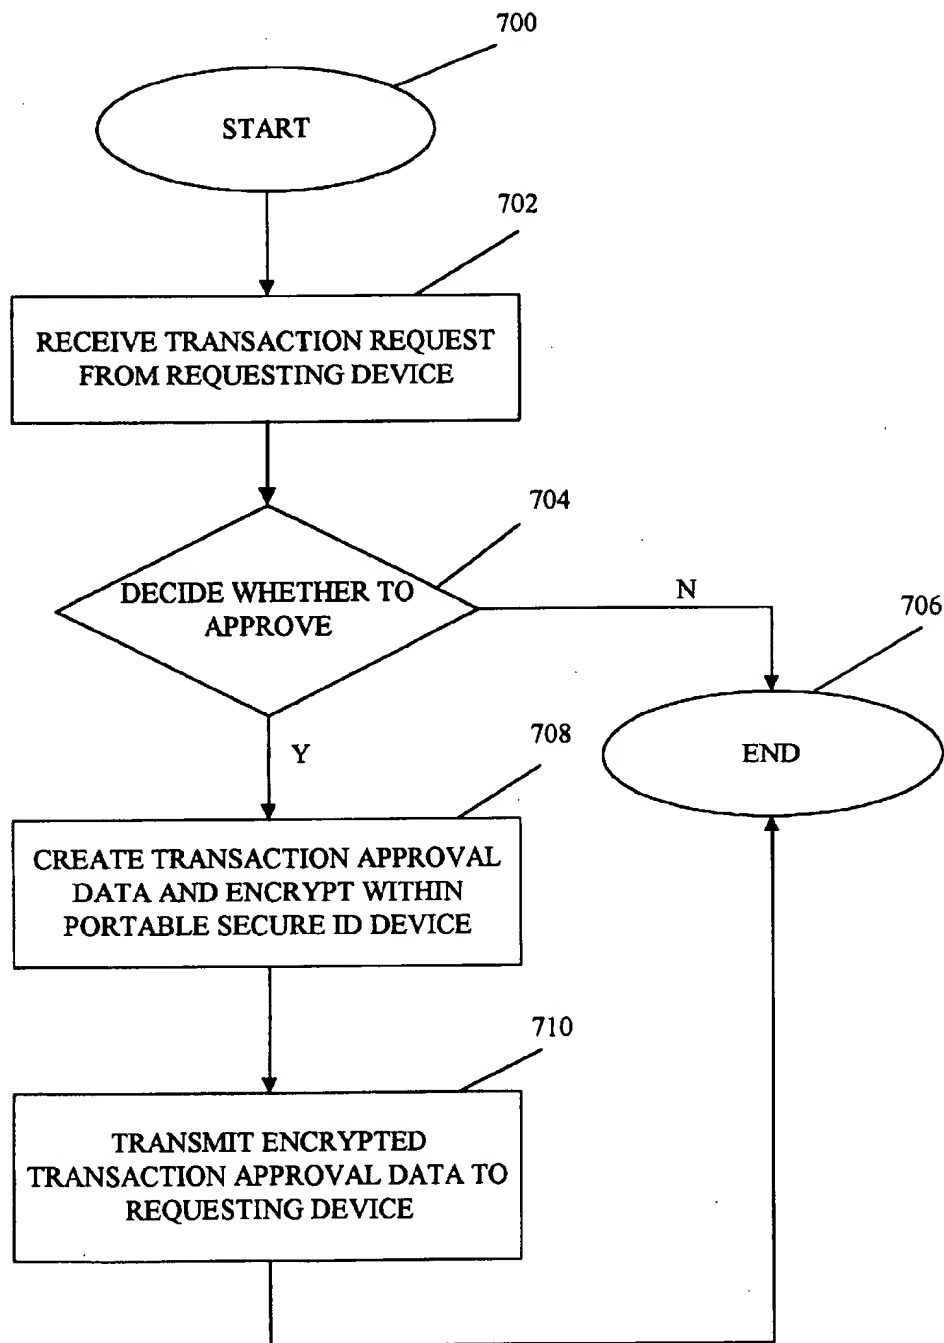 700
START
702
RECEIVE TRANSACTION REQUEST
FROM REQUESTING DEVICE
704
DECIDE WHETHER TO
APPROVE
N
706
END
Y
708
CREATE TRANSACTION APPROVAL
DATA AND ENCRYPT WITHIN
PORTABLE SECURE ID DEVICE
710
TRANSMIT ENCRYPTED
TRANSACTION APPROVAL DATA TO
REQUESTING DEVICE